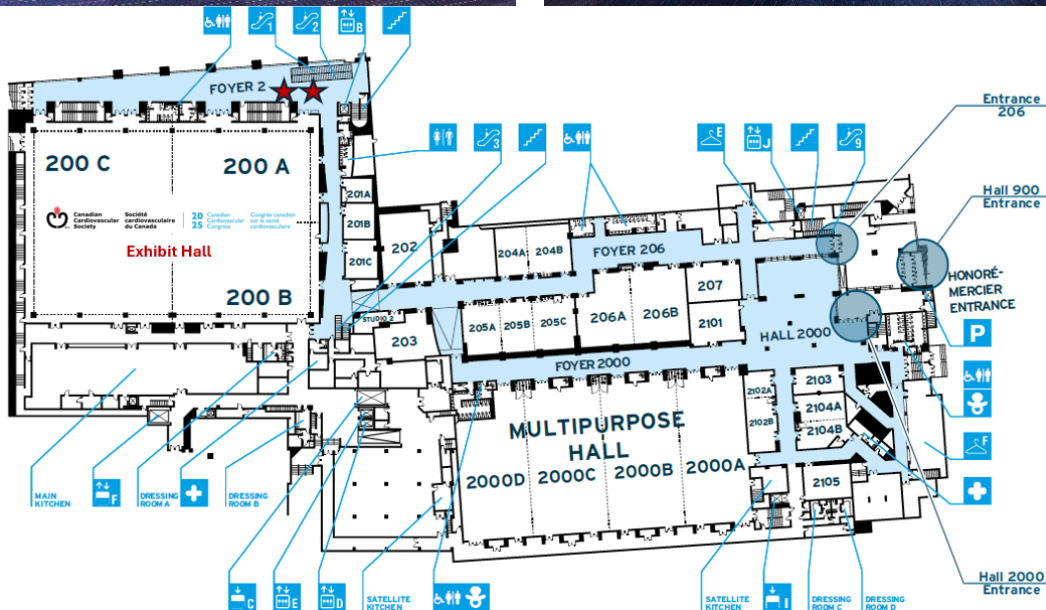 1
2
B
FOYER 2
Entrance
206
200 C
200 A
3
E
J
9
Hall 900
Entrance
201A
201B
201C
Canadian
Cardiovascular
Society
Société
cardiovasculaire
du Canada
20
25
Canadian
Cardiovascular
Congress
Congrès canadien
sur la santé
cardiovasculaire
Exhibit Hall
202
204A
204B
FOYER 206
207
HONORÉ-
MERCIER
ENTRANCE
200 B
STUDIO 2
203
205A
205B
205C
206A
206B
2101
HALL 2000
P
FOYER 2000
2102A
2102B
2103
2104A
2104B
MULTIPURPOSE
HALL
2000D
2000C
2000B
2000A
F
2105
MAIN
KITCHEN
F
DRESSING
ROOM A
DRESSING
ROOM B
C
E
D
SATELLITE
KITCHEN
SATELLITE
KITCHEN
I
DRESSING
ROOM C
DRESSING
ROOM D
Hall 2000
Entrance